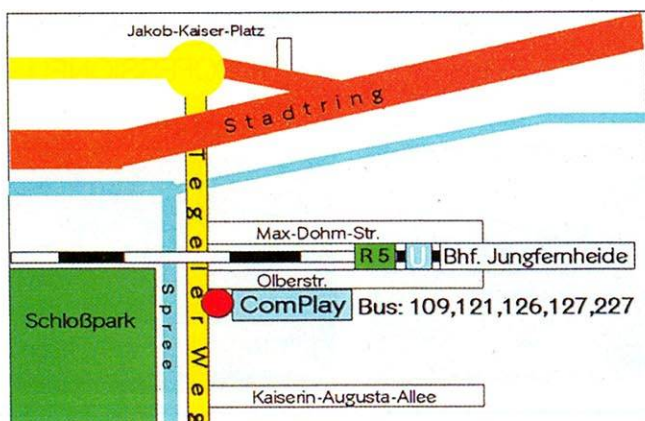 Jakob-Kaiser-Platz
Stadtring
Tegeler Weg
Max-Dohm-Str.
R 5 U Bhf. Jungfernheide
Olberstr.
Spree
Schloßpark
ComPlay Bus: 109,121,126,127,227
Kaiserin-Augusta-Allee